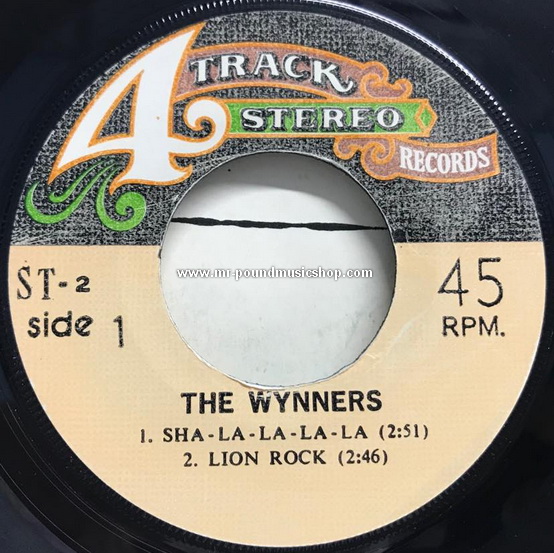 4 TRACK
STEREO
RECORDS
www.mr-poundmusicshop.com
ST-2
side 1
45
RPM.
THE WYNNERS
1. SHA-LA-LA-LA-LA (2:51)
2. LION ROCK (2:46)